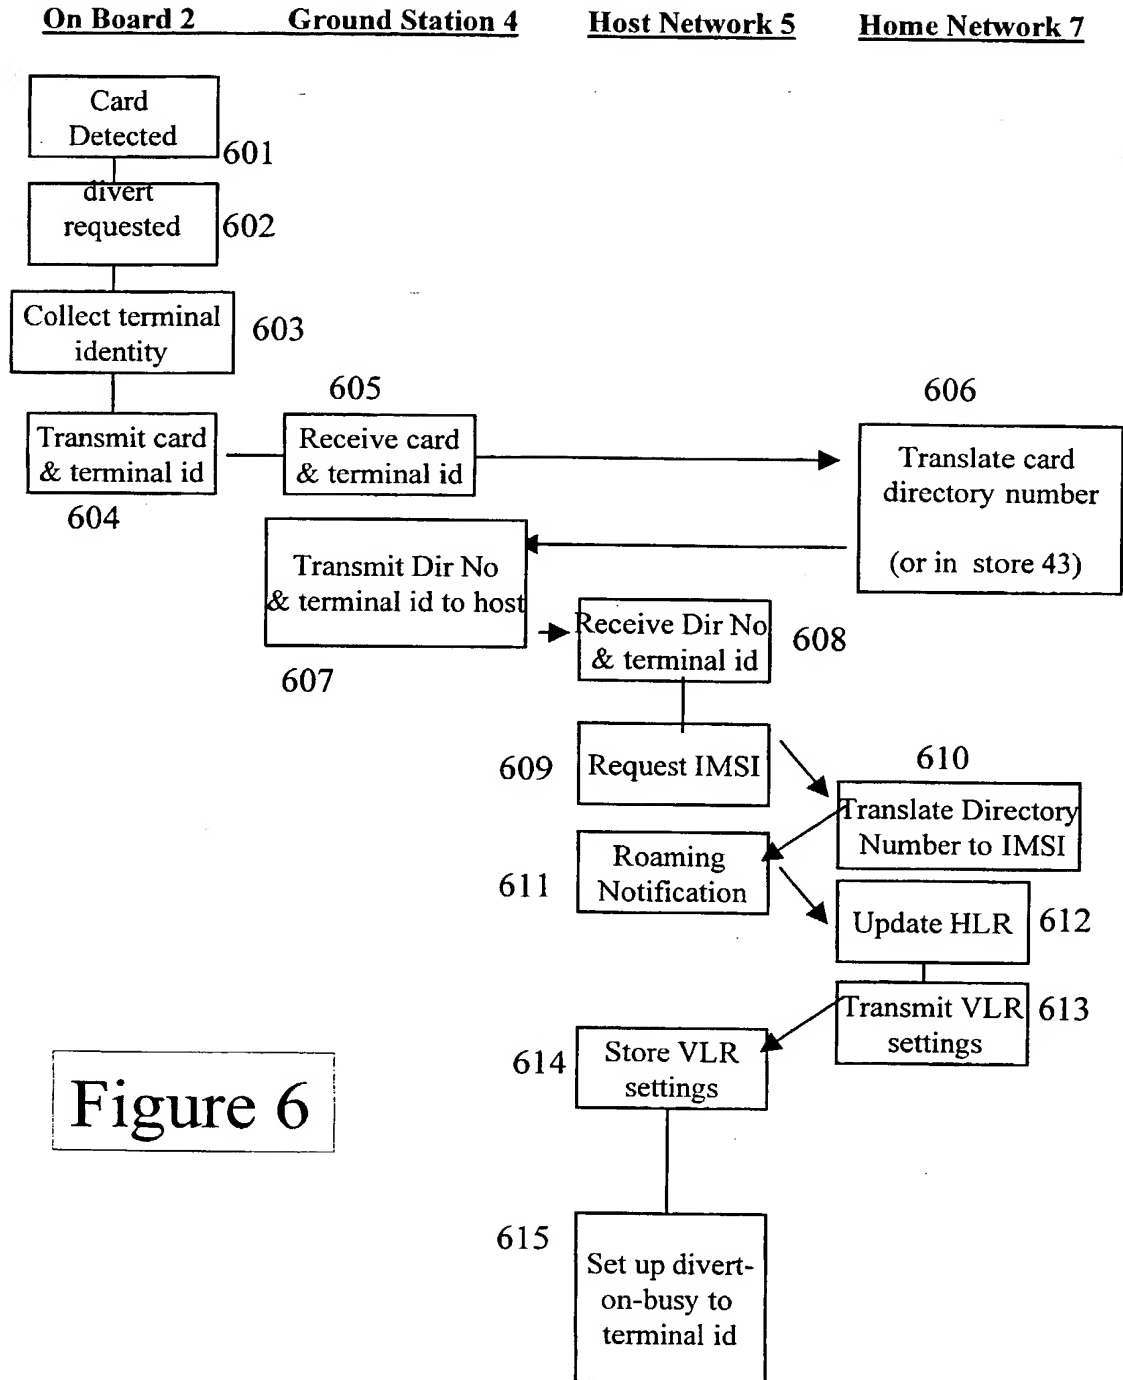 On Board 2 Ground Station 4 Host Network 5 Home Network 7
Card
Detected
601
divert
requested
602
Collect terminal
identity
603
Transmit card
& terminal id
604
605
Receive card
& terminal id
606
Translate card
directory number
(or in store 43)
Transmit Dir No
& terminal id to host
607
Receive Dir No
& terminal id
608
609
Request IMSI
610
Translate Directory
Number to IMSI
611
Roaming
Notification
Update HLR
612
Transmit VLR
settings
613
614
Store VLR
settings
615
Set up divert-
on-busy to
terminal id
Figure 6